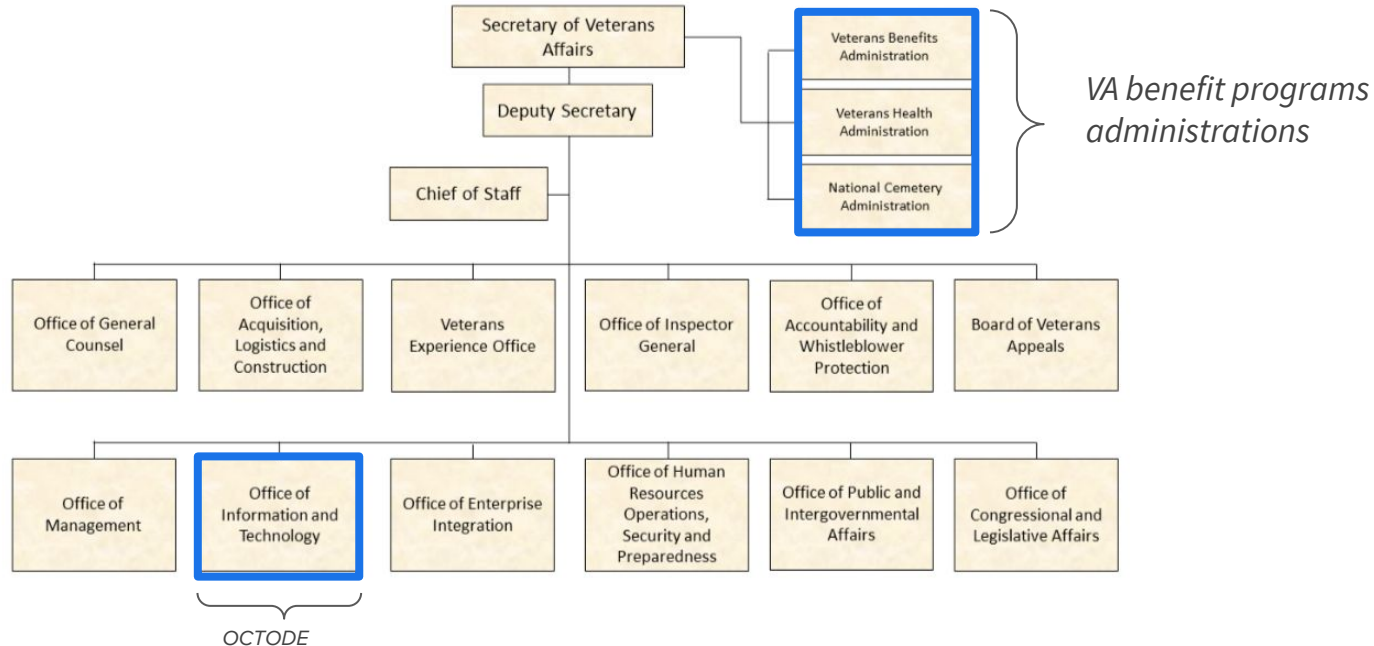 Secretary of Veterans
Affairs
Deputy Secretary
Chief of Staff
Veterans Benefits
Administration
Veterans Health
Administration
National Cemetery
Administration
VA benefit programs
administrations
Office of General
Counsel
Office of
Acquisition,
Logistics and
Construction
Veterans
Experience Office
Office of Inspector
General
Office of
Accountability and
Whistleblower
Protection
Board of Veterans
Appeals
Office of
Management
Office of
Information and
Technology
Office of Enterprise
Integration
Office of Human
Resources
Operations,
Security and
Preparedness
Office of Public and
Intergovernmental
Affairs
Office of
Congressional and
Legislative Affairs
OCTODE